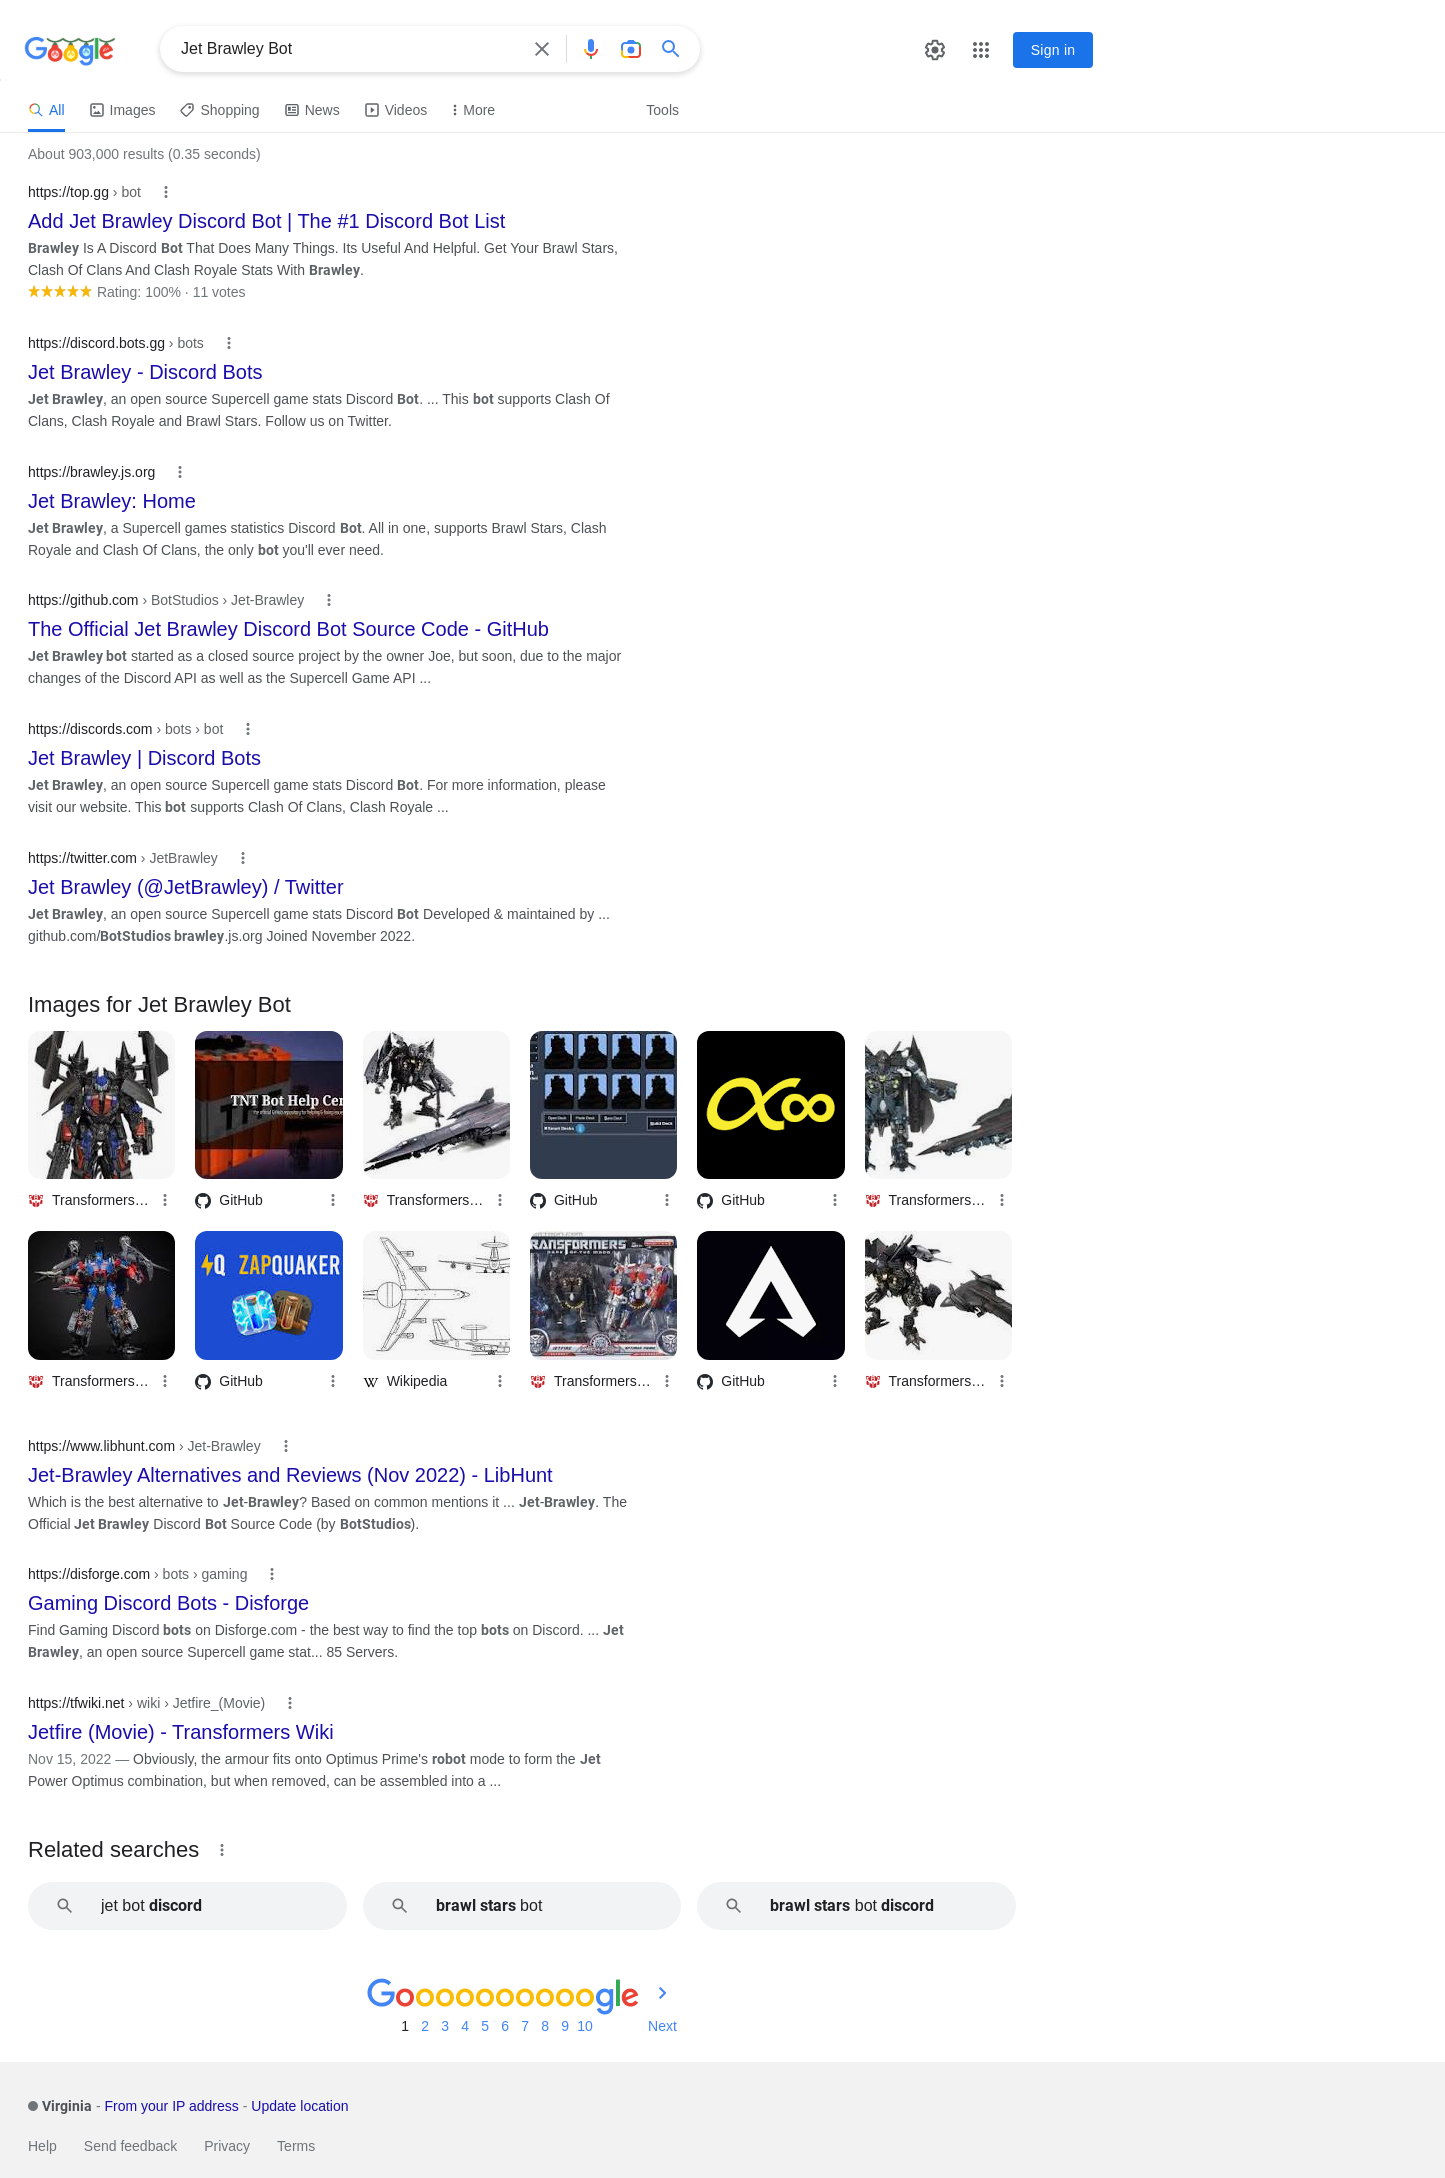 Google
Jet Brawley Bot
Sign in
All
Images
Shopping
News
Videos
More
Tools
About 903,000 results (0.35 seconds)
https://top.gg › bot
Add Jet Brawley Discord Bot | The #1 Discord Bot List
Brawley Is A Discord Bot That Does Many Things. Its Useful And Helpful. Get Your Brawl Stars,
Clash Of Clans And Clash Royale Stats With Brawley.
Rating: 100% · 11 votes
https://discord.bots.gg › bots
Jet Brawley - Discord Bots
Jet Brawley, an open source Supercell game stats Discord Bot. ... This bot supports Clash Of
Clans, Clash Royale and Brawl Stars. Follow us on Twitter.
https://brawley.js.org
Jet Brawley: Home
Jet Brawley, a Supercell games statistics Discord Bot. All in one, supports Brawl Stars, Clash
Royale and Clash Of Clans, the only bot you'll ever need.
https://github.com › BotStudios › Jet-Brawley
The Official Jet Brawley Discord Bot Source Code - GitHub
Jet Brawley bot started as a closed source project by the owner Joe, but soon, due to the major
changes of the Discord API as well as the Supercell Game API ...
https://discords.com › bots › bot
Jet Brawley | Discord Bots
Jet Brawley, an open source Supercell game stats Discord Bot. For more information, please
visit our website. This bot supports Clash Of Clans, Clash Royale ...
https://twitter.com › JetBrawley
Jet Brawley (@JetBrawley) / Twitter
Jet Brawley, an open source Supercell game stats Discord Bot Developed & maintained by ...
github.com/BotStudios brawley.js.org Joined November 2022.
Images for Jet Brawley Bot
TNT Bot Help Cen
Build Deck
Transformers…
GitHub
Transformers…
GitHub
GitHub
Transformers…
Q ZAPQUAKER
TRANSFORMERS
DARK OF THE MOON
JETFIRE
Transformers…
GitHub
W Wikipedia
Transformers…
GitHub
Transformers…
https://www.libhunt.com › Jet-Brawley
Jet-Brawley Alternatives and Reviews (Nov 2022) - LibHunt
Which is the best alternative to Jet-Brawley? Based on common mentions it ... Jet-Brawley. The
Official Jet Brawley Discord Bot Source Code (by BotStudios).
https://disforge.com › bots › gaming
Gaming Discord Bots - Disforge
Find Gaming Discord bots on Disforge.com - the best way to find the top bots on Discord. ... Jet
Brawley, an open source Supercell game stat... 85 Servers.
https://tfwiki.net › wiki › Jetfire_(Movie)
Jetfire (Movie) - Transformers Wiki
Nov 15, 2022 — Obviously, the armour fits onto Optimus Prime's robot mode to form the Jet
Power Optimus combination, but when removed, can be assembled into a ...
Related searches
jet bot discord
brawl stars bot
brawl stars bot discord
Goooooooooogle
1 2 3 4 5 6 7 8 9 10 Next
Virginia - From your IP address - Update location
Help Send feedback Privacy Terms